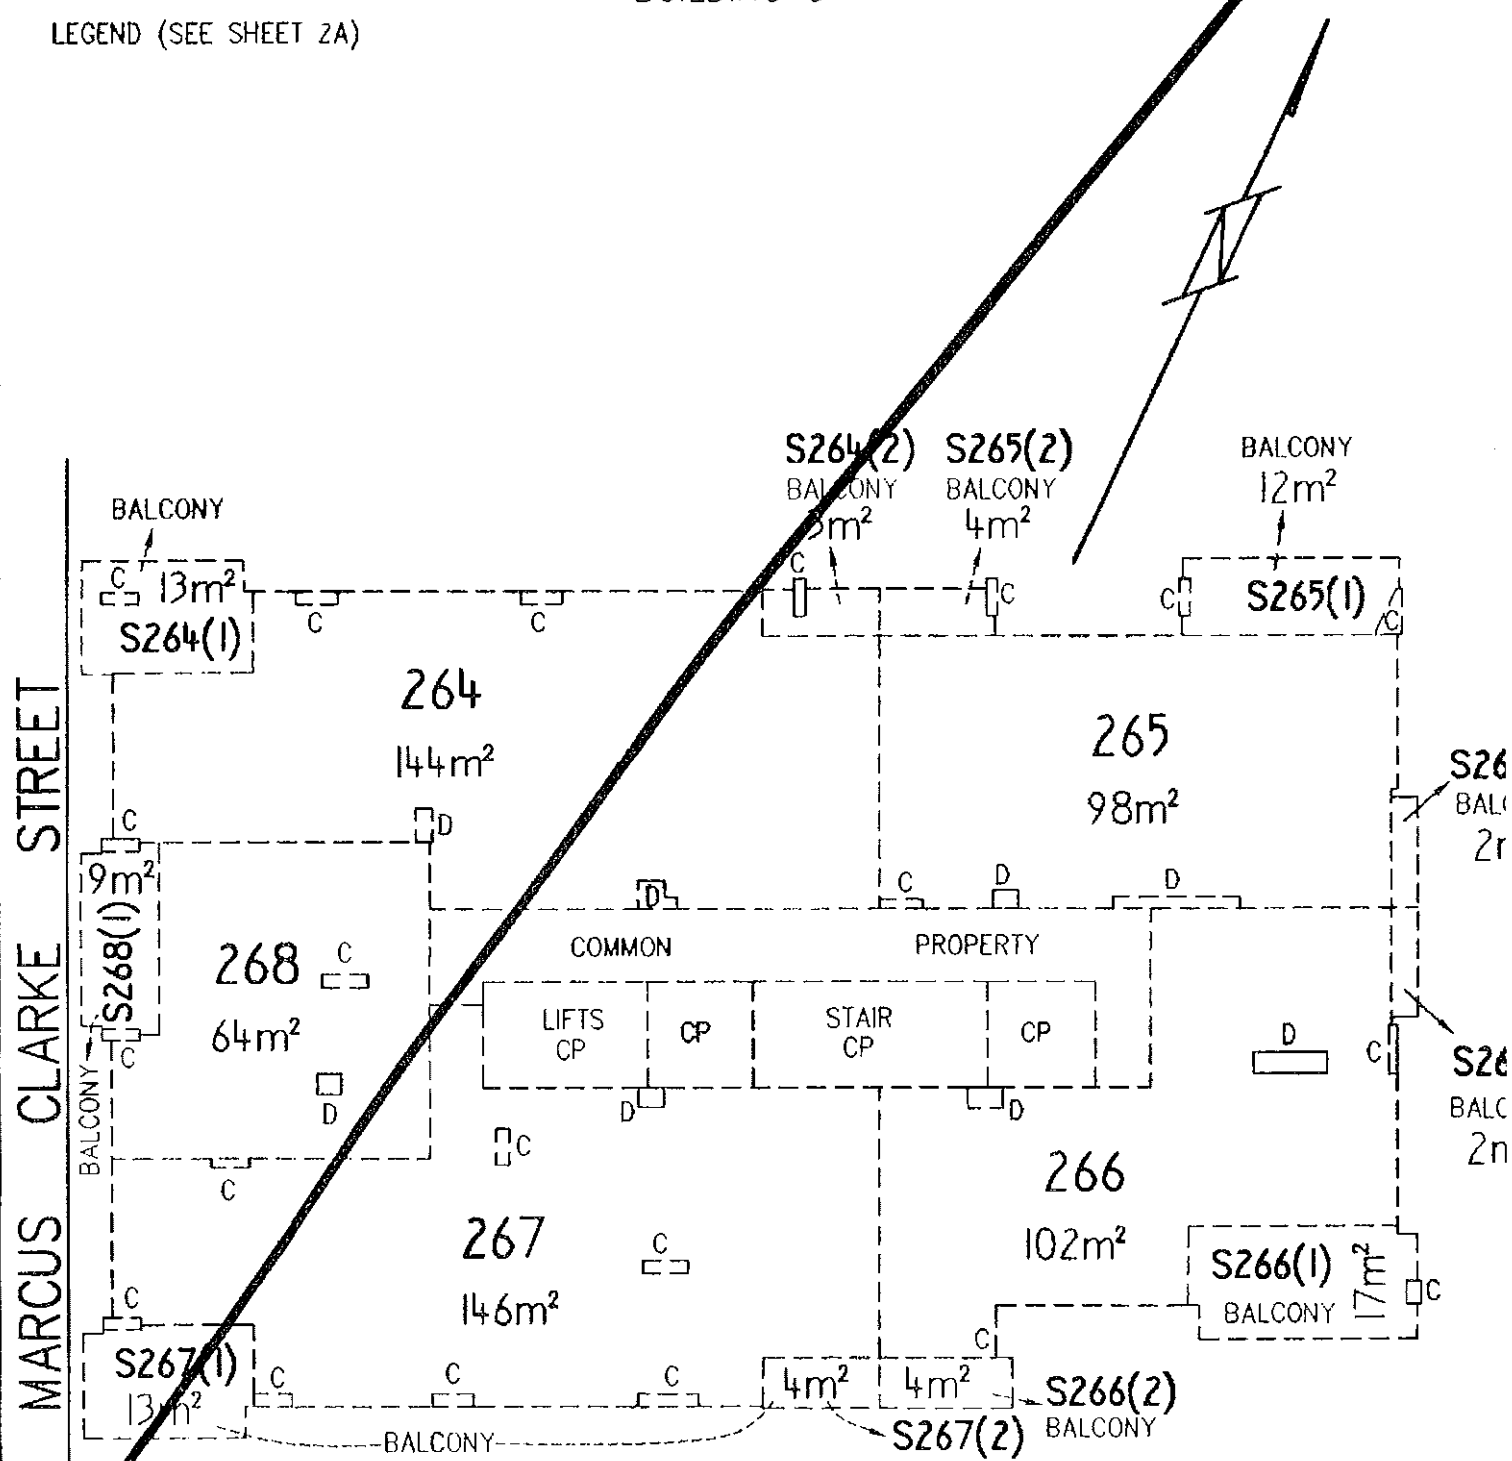 LEGEND (SEE SHEET 2A)
N
S264(2)
BALCONY
3m²
S265(2)
BALCONY
4m²
BALCONY
12m²
S265(1)
C
C
C
C
BALCONY
C
13m²
S264(1)
C
C
264
144m²
D
265
98m²
C
D
C
D
D
9m²
S268(1)
BALCONY
C
268
64m²
C
D
C
COMMON PROPERTY
LIFTS
CP
CP
STAIR
CP
CP
D
D
D
C
C
C
267
146m²
C
266
102m²
S266(1)
BALCONY
17m²
C
C
S267(1)
13m²
C
C
C
BALCONY
4m²
4m²
C
S267(2)
S266(2)
BALCONY
2
2
MARCUS CLARKE STREET